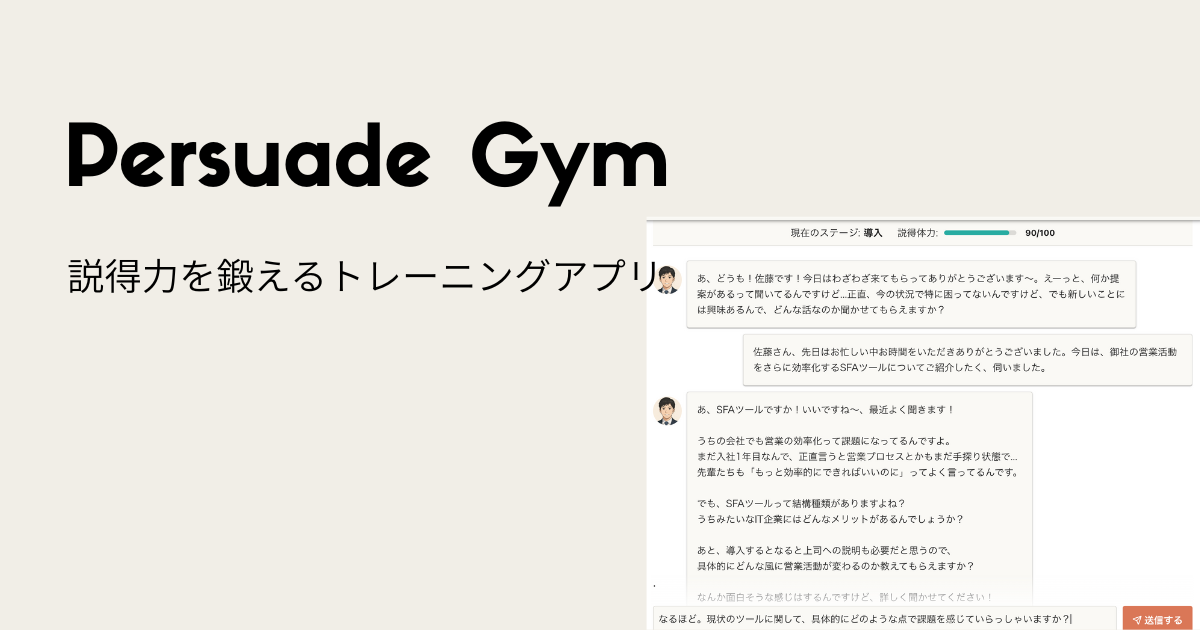 Persuade Gym
説得力を鍛えるトレーニングアプリ
現在のステージ: 導入 説得体力: 90/100
あ、どうも！佐藤です！今日はわざわざ来てもらってありがとうございます〜。えーっと、何か提
案があるって聞いてるんですけど...正直、今の状況で特に困ってないんですけど、でも新しいことに
は興味あるんで、どんな話なのか聞かせてもらえますか？
佐藤さん、先日はお忙しい中お時間をいただきありがとうございました。今日は、御社の営業活動
をさらに効率化するSFAツールについてご紹介したく、伺いました。
あ、SFAツールですか！いいですね〜、最近よく聞きます！
うちの会社でも営業の効率化って課題になってるんですよ。
まだ入社1年目なんで、正直言うと営業プロセスとかもまだ手探り状態で...
先輩たちも「もっと効率的にできればいいのに」ってよく言ってるんです。
でも、SFAツールって結構種類がありますよね？
うちみたいなIT企業にはどんなメリットがあるんでしょうか？
あと、導入するとなると上司への説明も必要だと思うので、
具体的にどんな風に営業活動が変わるのか教えてもらえますか？
なんか面白そうな感じはするんですけど、詳しく聞かせてください！
なるほど。現状のツールに関して、具体的にどのような点で課題を感じていらっしゃいますか?
送信する